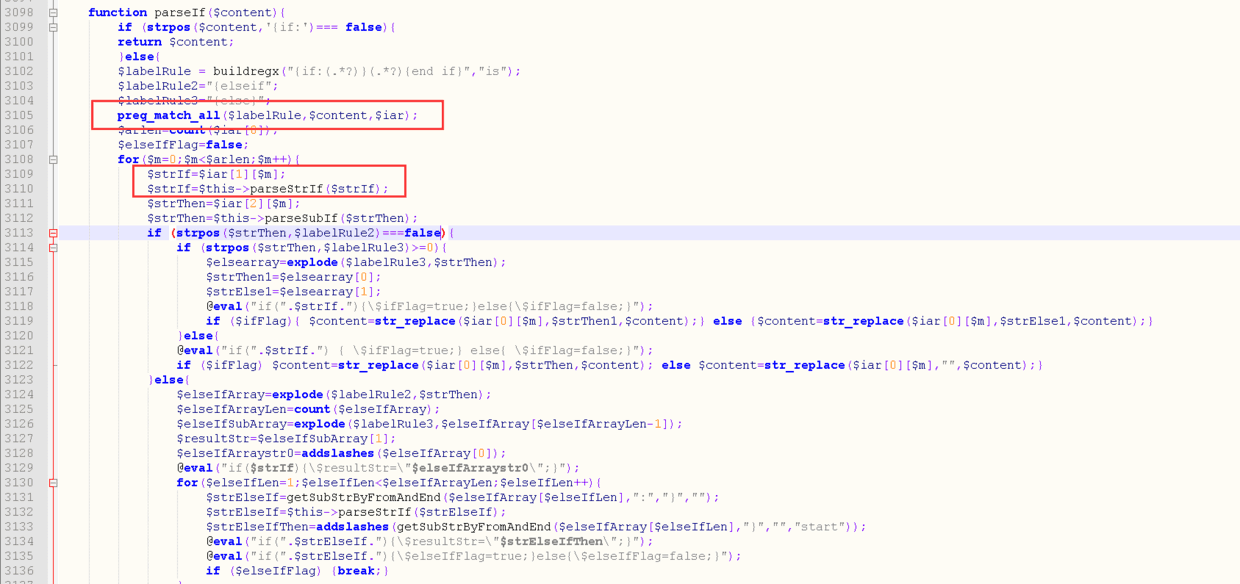 3098 function parseIf($content){
3099 if (strpos($content,'{if:')=== false){
3100 return $content;
3101 }else{
3102 $labelRule = buildregx("{if:(.*?)}(.*?){end if}","is");
3103 $labelRule2="{elseif";
3104 $labelRule3="{else}";
3105 preg_match_all($labelRule,$content,$iar);
3106 $arlen=count($iar[0]);
3107 $elseIfFlag=false;
3108 for($m=0;$m<$arlen;$m++){
3109 $strIf=$iar[1][$m];
3110 $strIf=$this->parseStrIf($strIf);
3111 $strThen=$iar[2][$m];
3112 $strThen=$this->parseSubIf($strThen);
3113 if (strpos($strThen,$labelRule2)===false){
3114 if (strpos($strThen,$labelRule3)>=0){
3115 $elsearray=explode($labelRule3,$strThen);
3116 $strThen1=$elsearray[0];
3117 $strElse1=$elsearray[1];
3118 @eval("if(".$strIf."){\$ifFlag=true;}else{\$ifFlag=false;}");
3119 if ($ifFlag){ $content=str_replace($iar[0][$m],$strThen1,$content);} else {$content=str_replace($iar[0][$m],$strElse1,$content);}
3120 }else{
3121 @eval("if(".$strIf.") { \$ifFlag=true;} else{ \$ifFlag=false;}");
3122 if ($ifFlag) $content=str_replace($iar[0][$m],$strThen,$content); else $content=str_replace($iar[0][$m],"",$content);}
3123 }else{
3124 $elseIfArray=explode($labelRule2,$strThen);
3125 $elseIfArrayLen=count($elseIfArray);
3126 $elseIfSubArray=explode($labelRule3,$elseIfArray[$elseIfArrayLen-1]);
3127 $resultStr=$elseIfSubArray[1];
3128 $elseIfArraystr0=addslashes($elseIfArray[0]);
3129 @eval("if($strIf){\$resultStr=\"$elseIfArraystr0\";}");
3130 for($elseIfLen=1;$elseIfLen<$elseIfArrayLen;$elseIfLen++){
3131 $strElseIf=getSubStrByFromAndEnd($elseIfArray[$elseIfLen],":","}","");
3132 $strElseIf=$this->parseStrIf($strElseIf);
3133 $strElseIfThen=addslashes(getSubStrByFromAndEnd($elseIfArray[$elseIfLen],"}","","start"));
3134 @eval("if(".$strElseIf."){\$resultStr=\"$strElseIfThen\";}");
3135 @eval("if(".$strElseIf."){\$elseIfFlag=true;}else{\$elseIfFlag=false;}");
3136 if ($elseIfFlag) {break;}